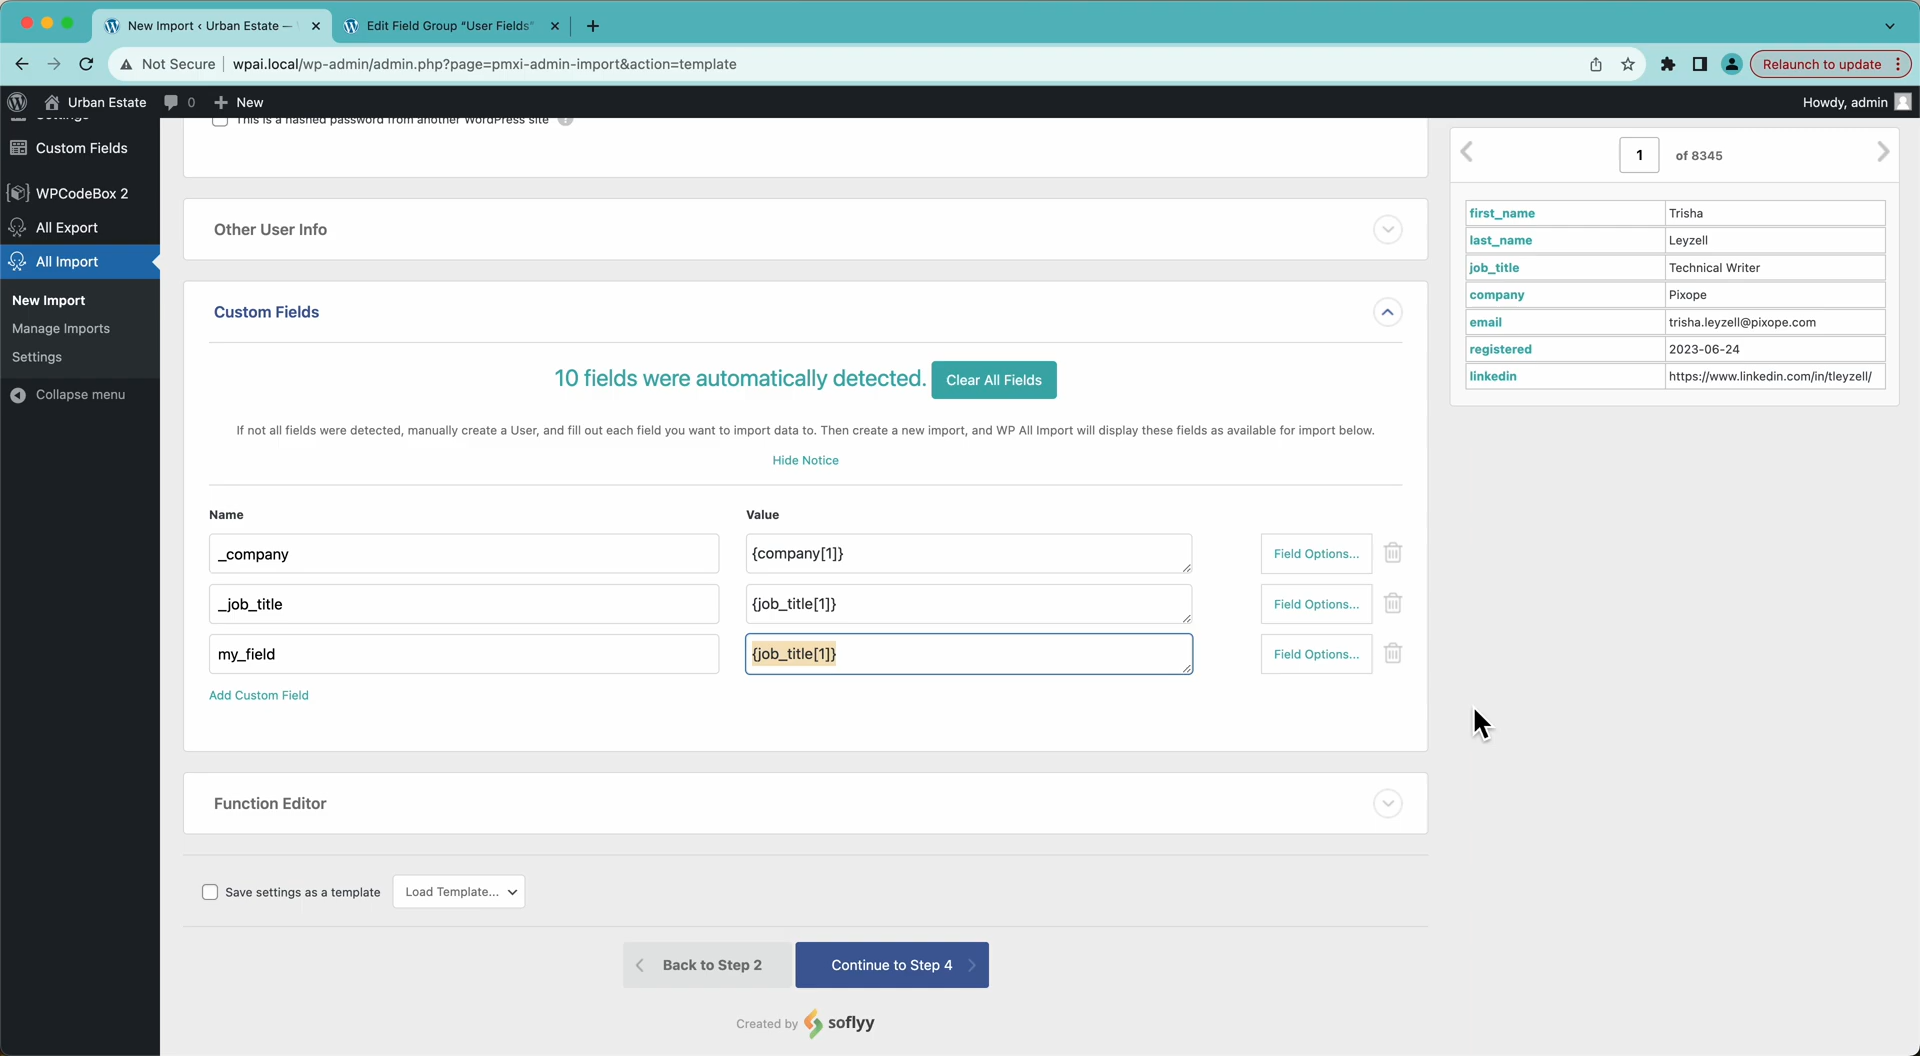 New Import ‹ Urban Estate —
Edit Field Group "User Fields"
Not Secure
wpai.local/wp-admin/admin.php?page=pmxi-admin-import&action=template
Relaunch to update
Urban Estate
0
New
Howdy, admin
Settings
Custom Fields
WPCodeBox 2
All Export
All Import
New Import
Manage Imports
Settings
Collapse menu
This is a hashed password from another WordPress site
Other User Info
Custom Fields
10 fields were automatically detected.
Clear All Fields
If not all fields were detected, manually create a User, and fill out each field you want to import data to. Then create a new import, and WP All Import will display these fields as available for import below.
Hide Notice
Name
Value
_company
{company[1]}
Field Options...
_job_title
{job_title[1]}
Field Options...
my_field
{job_title[1]}
Field Options...
Add Custom Field
Function Editor
Save settings as a template
Load Template...
Back to Step 2
Continue to Step 4
Created by
soflyy
1
of 8345
first_name
Trisha
last_name
Leyzell
job_title
Technical Writer
company
Pixope
email
trisha.leyzell@pixope.com
registered
2023-06-24
linkedin
https://www.linkedin.com/in/tleyzell/